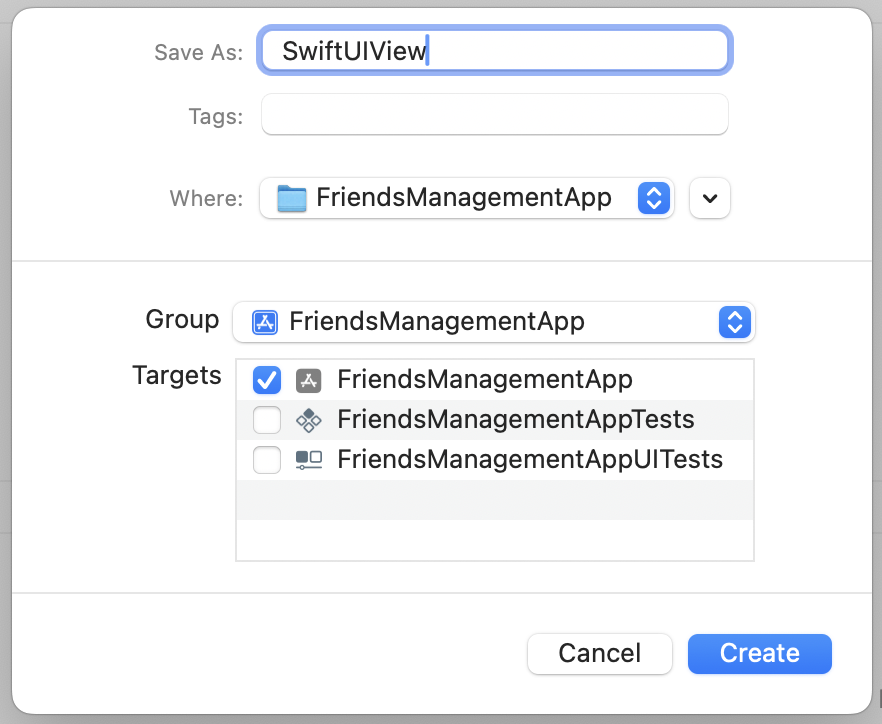 Save As: SwiftUIView
Tags:
Where: FriendsManagementApp
Group FriendsManagementApp
Targets FriendsManagementApp
FriendsManagementAppTests
FriendsManagementAppUITests
Cancel Create